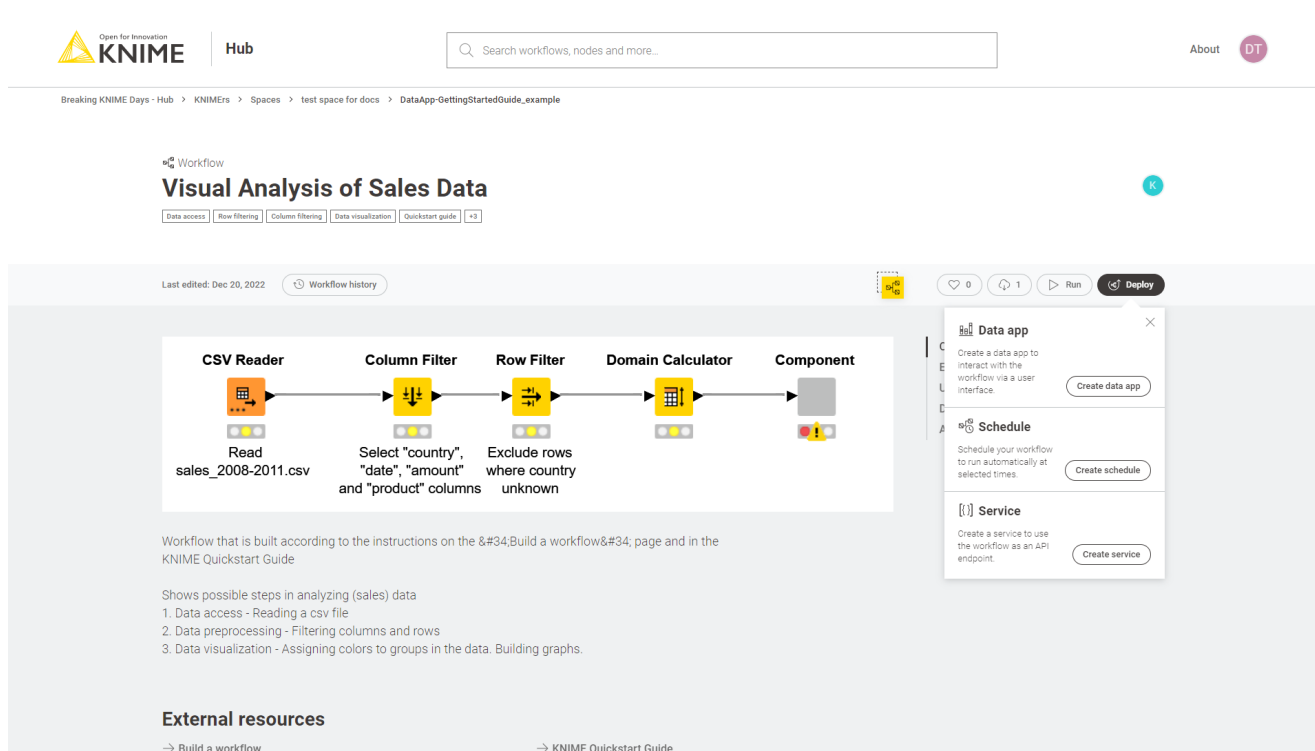 Open for Innovation
KNIME
Hub
Search workflows, nodes and more...
About
DT
Breaking KNIME Days - Hub > KNIMErs > Spaces > test space for docs > DataApp-GettingStartedGuide_example
Workflow
Visual Analysis of Sales Data
K
Data access
Row filtering
Column filtering
Data visualization
Quickstart guide
+3
Last edited: Dec 20, 2022
Workflow history
0
1
Run
Deploy
CSV Reader
Column Filter
Row Filter
Domain Calculator
Component
Read
sales_2008-2011.csv
Select "country",
"date", "amount"
and "product" columns
Exclude rows
where country
unknown
Data app
Create a data app to
interact with the
workflow via a user
interface.
Create data app
Schedule
Schedule your workflow
to run automatically at
selected times.
Create schedule
Service
Create a service to use
the workflow as an API
endpoint.
Create service
Workflow that is built according to the instructions on the &#34;Build a workflow&#34; page and in the
KNIME Quickstart Guide
Shows possible steps in analyzing (sales) data
1. Data access - Reading a csv file
2. Data preprocessing - Filtering columns and rows
3. Data visualization - Assigning colors to groups in the data. Building graphs.
External resources
Build a workflow
KNIME Quickstart Guide